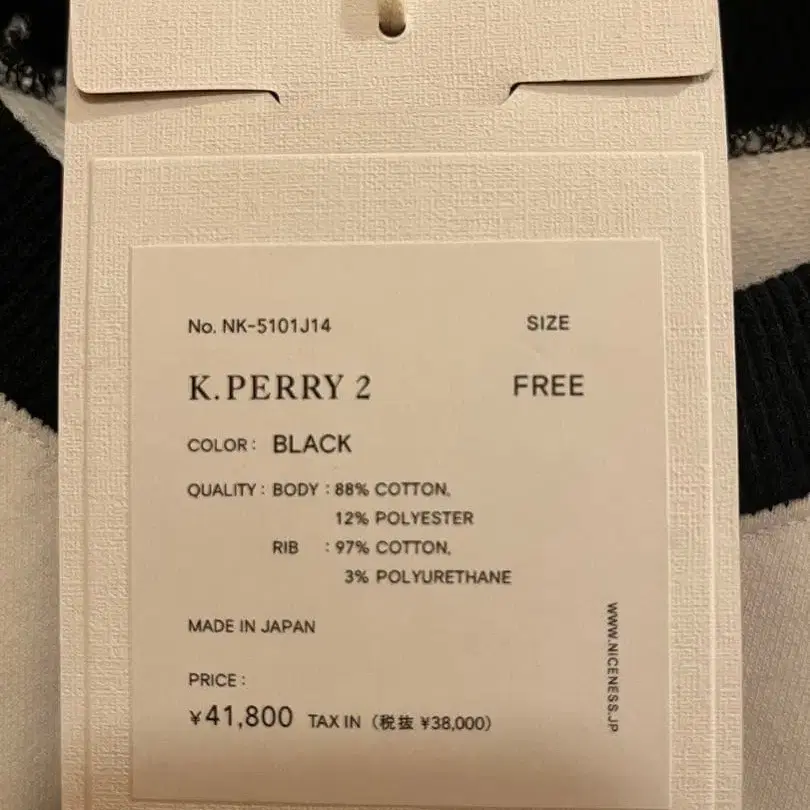 No. NK-5101J14 SIZE
K.PERRY 2 FREE
COLOR : BLACK
QUALITY : BODY : 88% COTTON,
12% POLYESTER
RIB : 97% COTTON,
3% POLYURETHANE
MADE IN JAPAN
PRICE :
¥41,800 TAX IN (税抜 ¥38,000)
WWW.NICENESS.JP